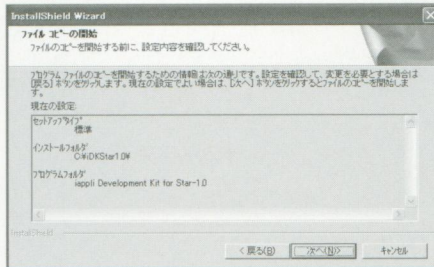 InstallShield Wizard
ファイル コピーの開始
ファイルのコピーを開始する前に、設定内容を確認してください。
プログラム ファイルのコピーを開始するための情報は次の通りです。設定を確認して、変更を必要とする場合は
[戻る] ボタンをクリックします。現在の設定でよい場合は、[次へ] ボタンをクリックするとファイルのコピーを開始しま
す。
現在の設定:
セットアップタイプ
標準
インストールフォルダ
C:¥iDKStar1.0¥
プログラムフォルダ
iappli Development Kit for Star-1.0
InstallShield
< 戻る(B)
次へ(N)>
キャンセル